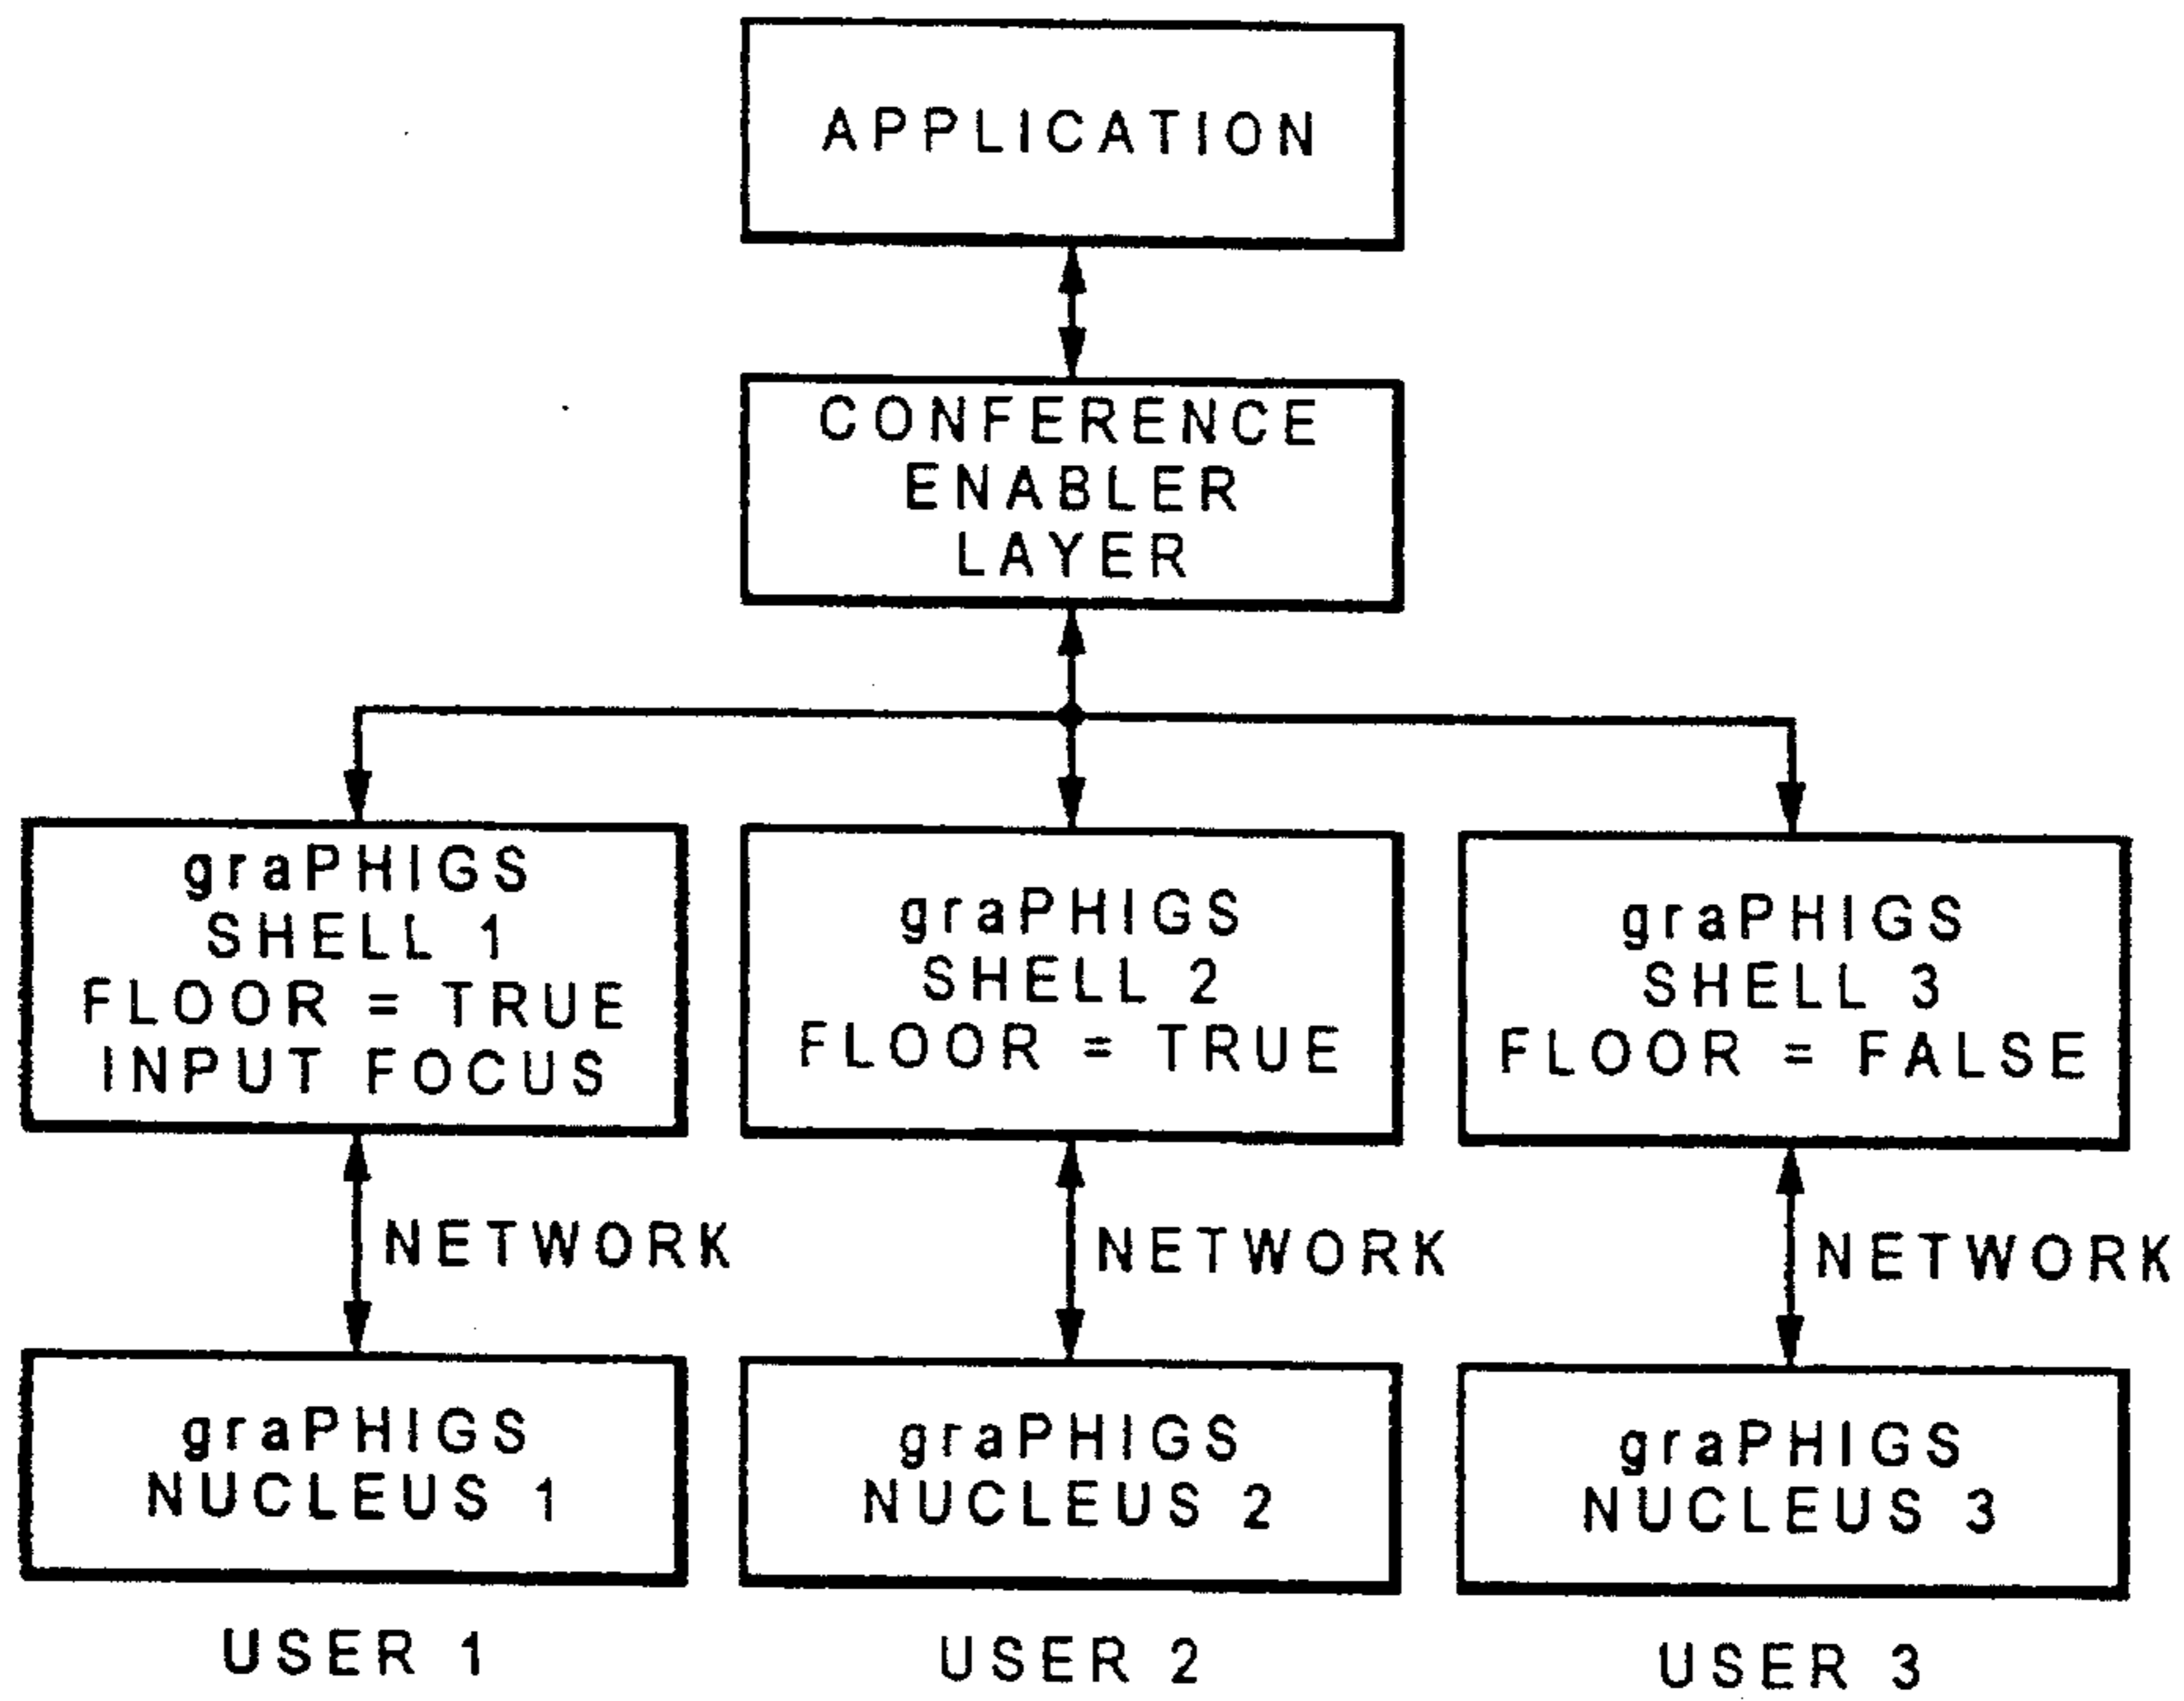 APPLICATION
CONFERENCE
ENABLER
LAYER
graPHIGS
SHELL 1
FLOOR = TRUE
INPUT FOCUS
graPHIGS
SHELL 2
FLOOR = TRUE
graPHIGS
SHELL 3
FLOOR = FALSE
NETWORK
NETWORK
NETWORK
graPHIGS
NUCLEUS 1
graPHIGS
NUCLEUS 2
graPHIGS
NUCLEUS 3
USER 1
USER 2
USER 3